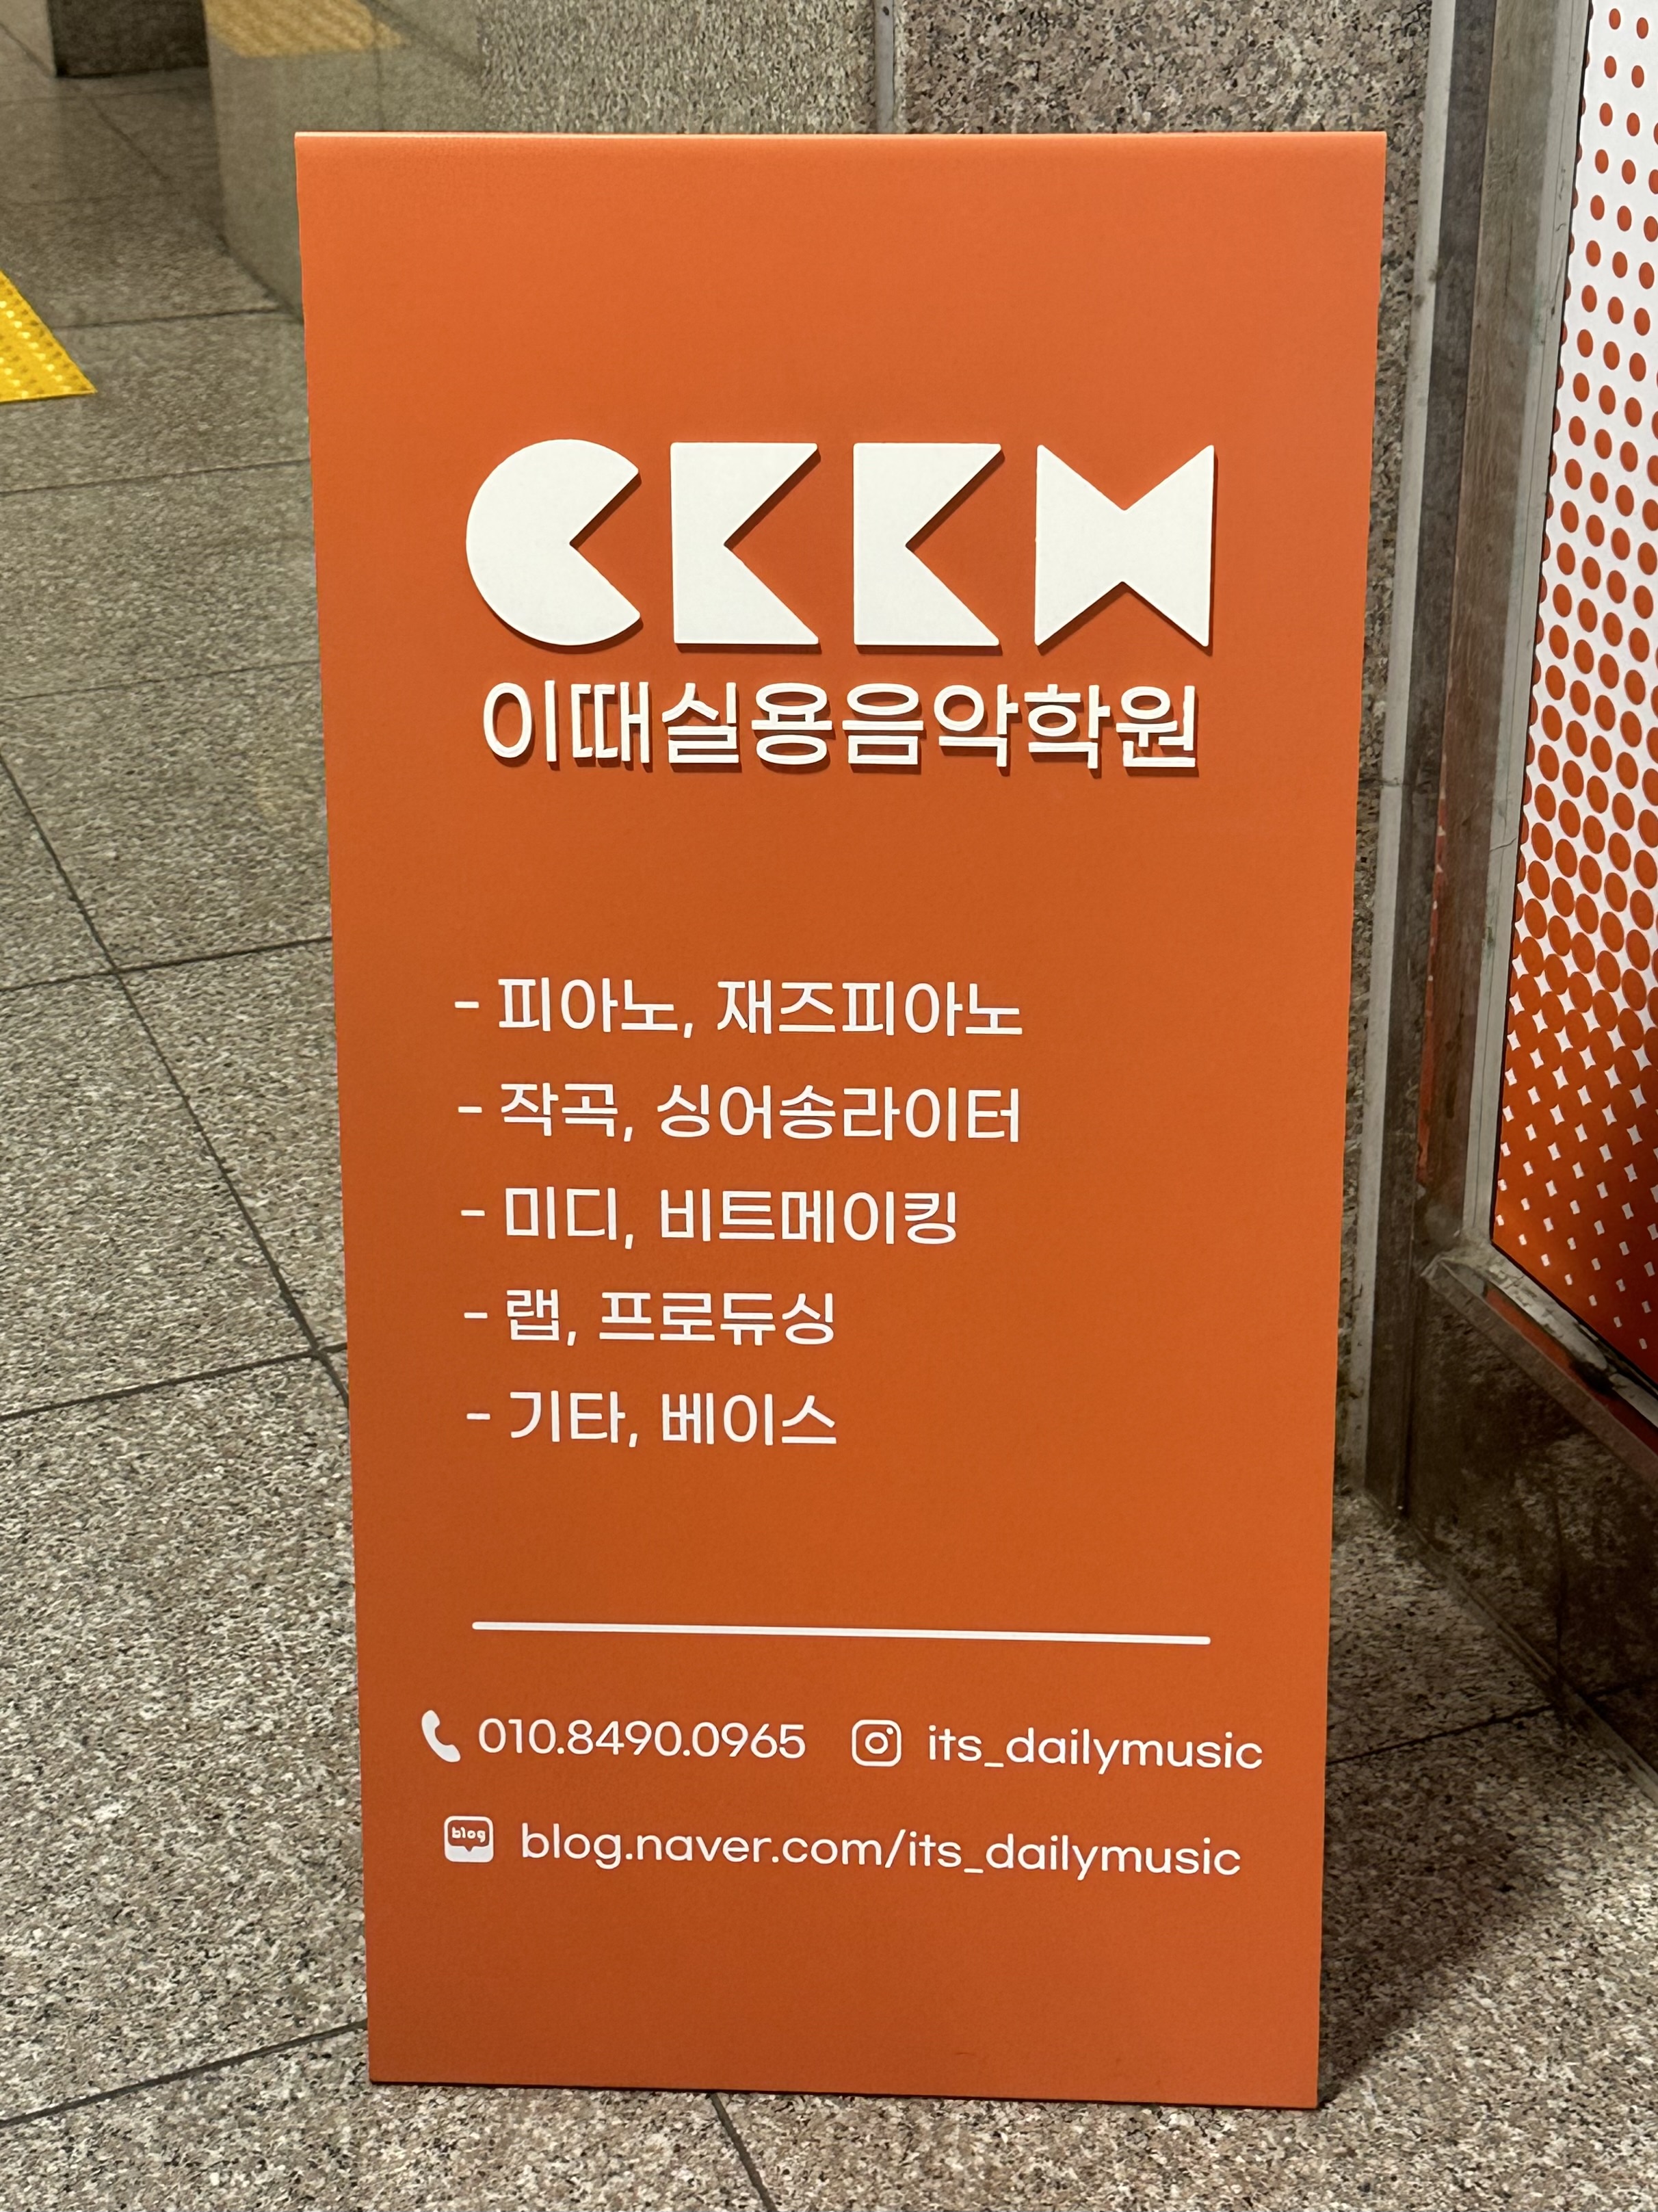 이때실용음악학원
- 피아노, 재즈피아노
- 작곡, 싱어송라이터
- 미디, 비트메이킹
- 랩, 프로듀싱
- 기타, 베이스
010.8490.0965 its_dailymusic
blog blog.naver.com/its_dailymusic